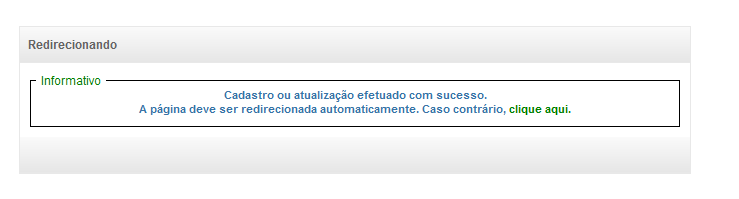 Redirecionando
Informativo
Cadastro ou atualização efetuado com sucesso.
A página deve ser redirecionada automaticamente. Caso contrário, clique aqui.